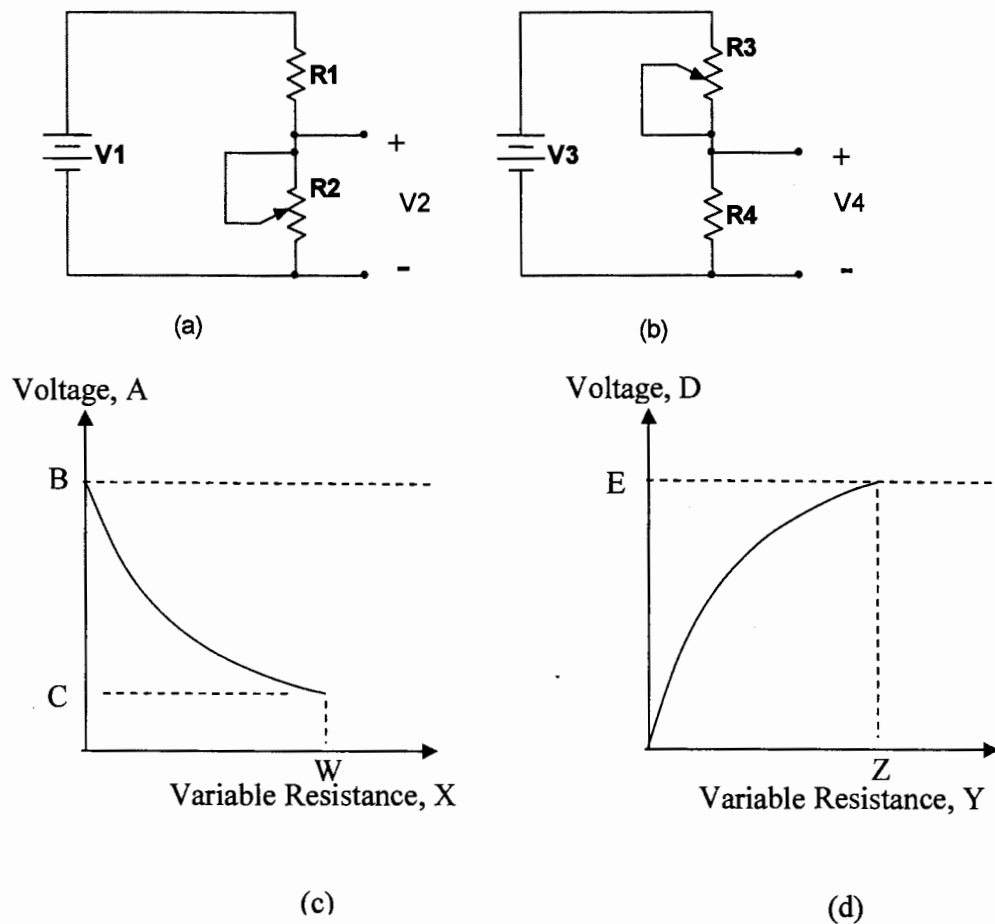 R1
V1
+
R2
V2
-
(a)
R3
V3
+
R4
V4
-
(b)
Voltage, A
B
C
W
Variable Resistance, X
(c)
Voltage, D
E
Z
Variable Resistance, Y
(d)